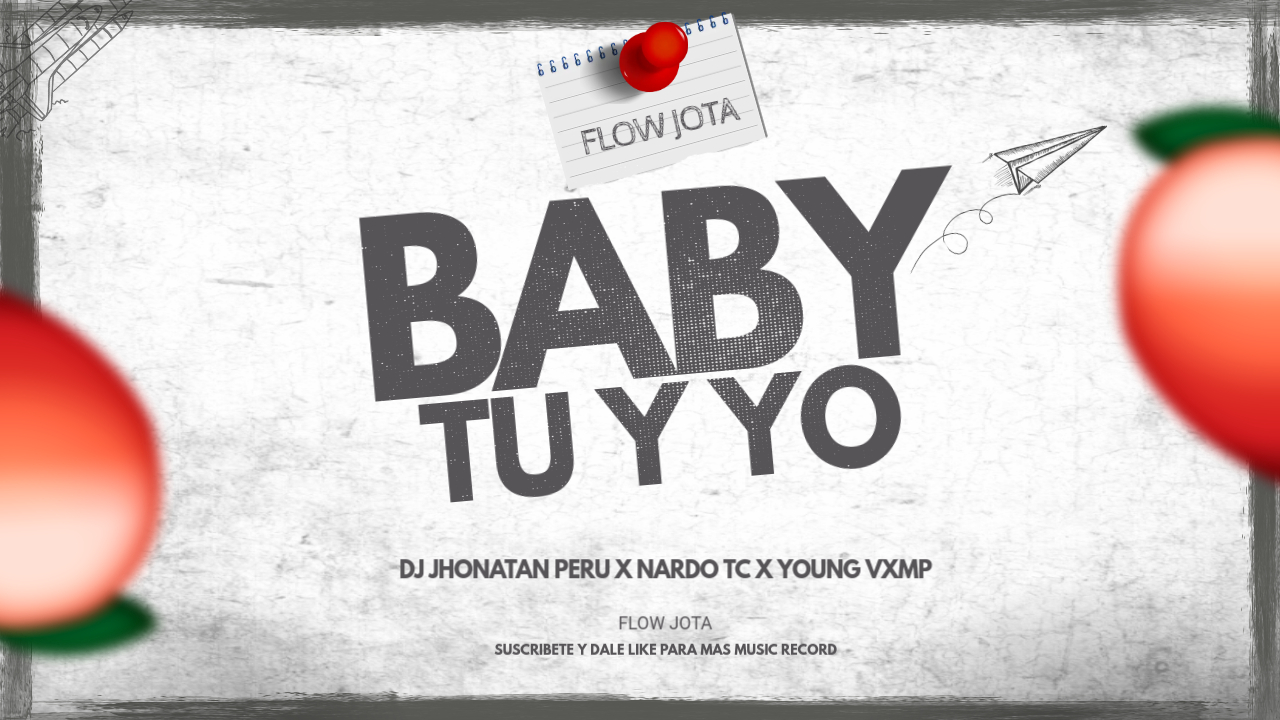 FLOW JOTA
BABY
TU Y YO
DJ JHONATAN PERU X NARDO TC X YOUNG VXMP
FLOW JOTA
SUSCRIBETE Y DALE LIKE PARA MAS MUSIC RECORD